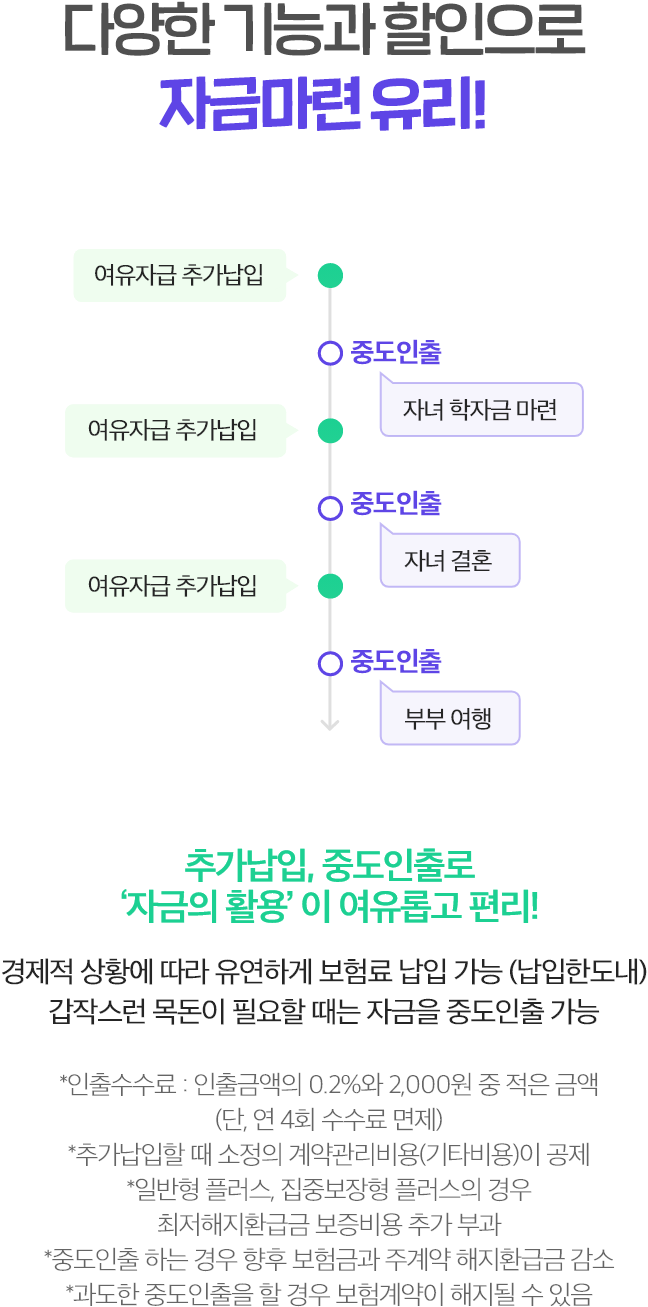 다양한 기능과 할인으로
자금마련 유리!
여유자급 추가납입
중도인출
자녀 학자금 마련
여유자급 추가납입
중도인출
자녀 결혼
여유자급 추가납입
중도인출
부부 여행
추가납입, 중도인출로
‘자금의 활용’ 이 여유롭고 편리!
경제적 상황에 따라 유연하게 보험료 납입 가능 (납입한도내)
갑작스런 목돈이 필요할 때는 자금을 중도인출 가능
*인출수수료 : 인출금액의 0.2%와 2,000원 중 적은 금액
(단, 연 4회 수수료 면제)
*추가납입할 때 소정의 계약관리비용(기타비용)이 공제
*일반형 플러스, 집중보장형 플러스의 경우
최저해지환급금 보증비용 추가 부과
*중도인출 하는 경우 향후 보험금과 주계약 해지환급금 감소
*과도한 중도인출을 할 경우 보험계약이 해지될 수 있음